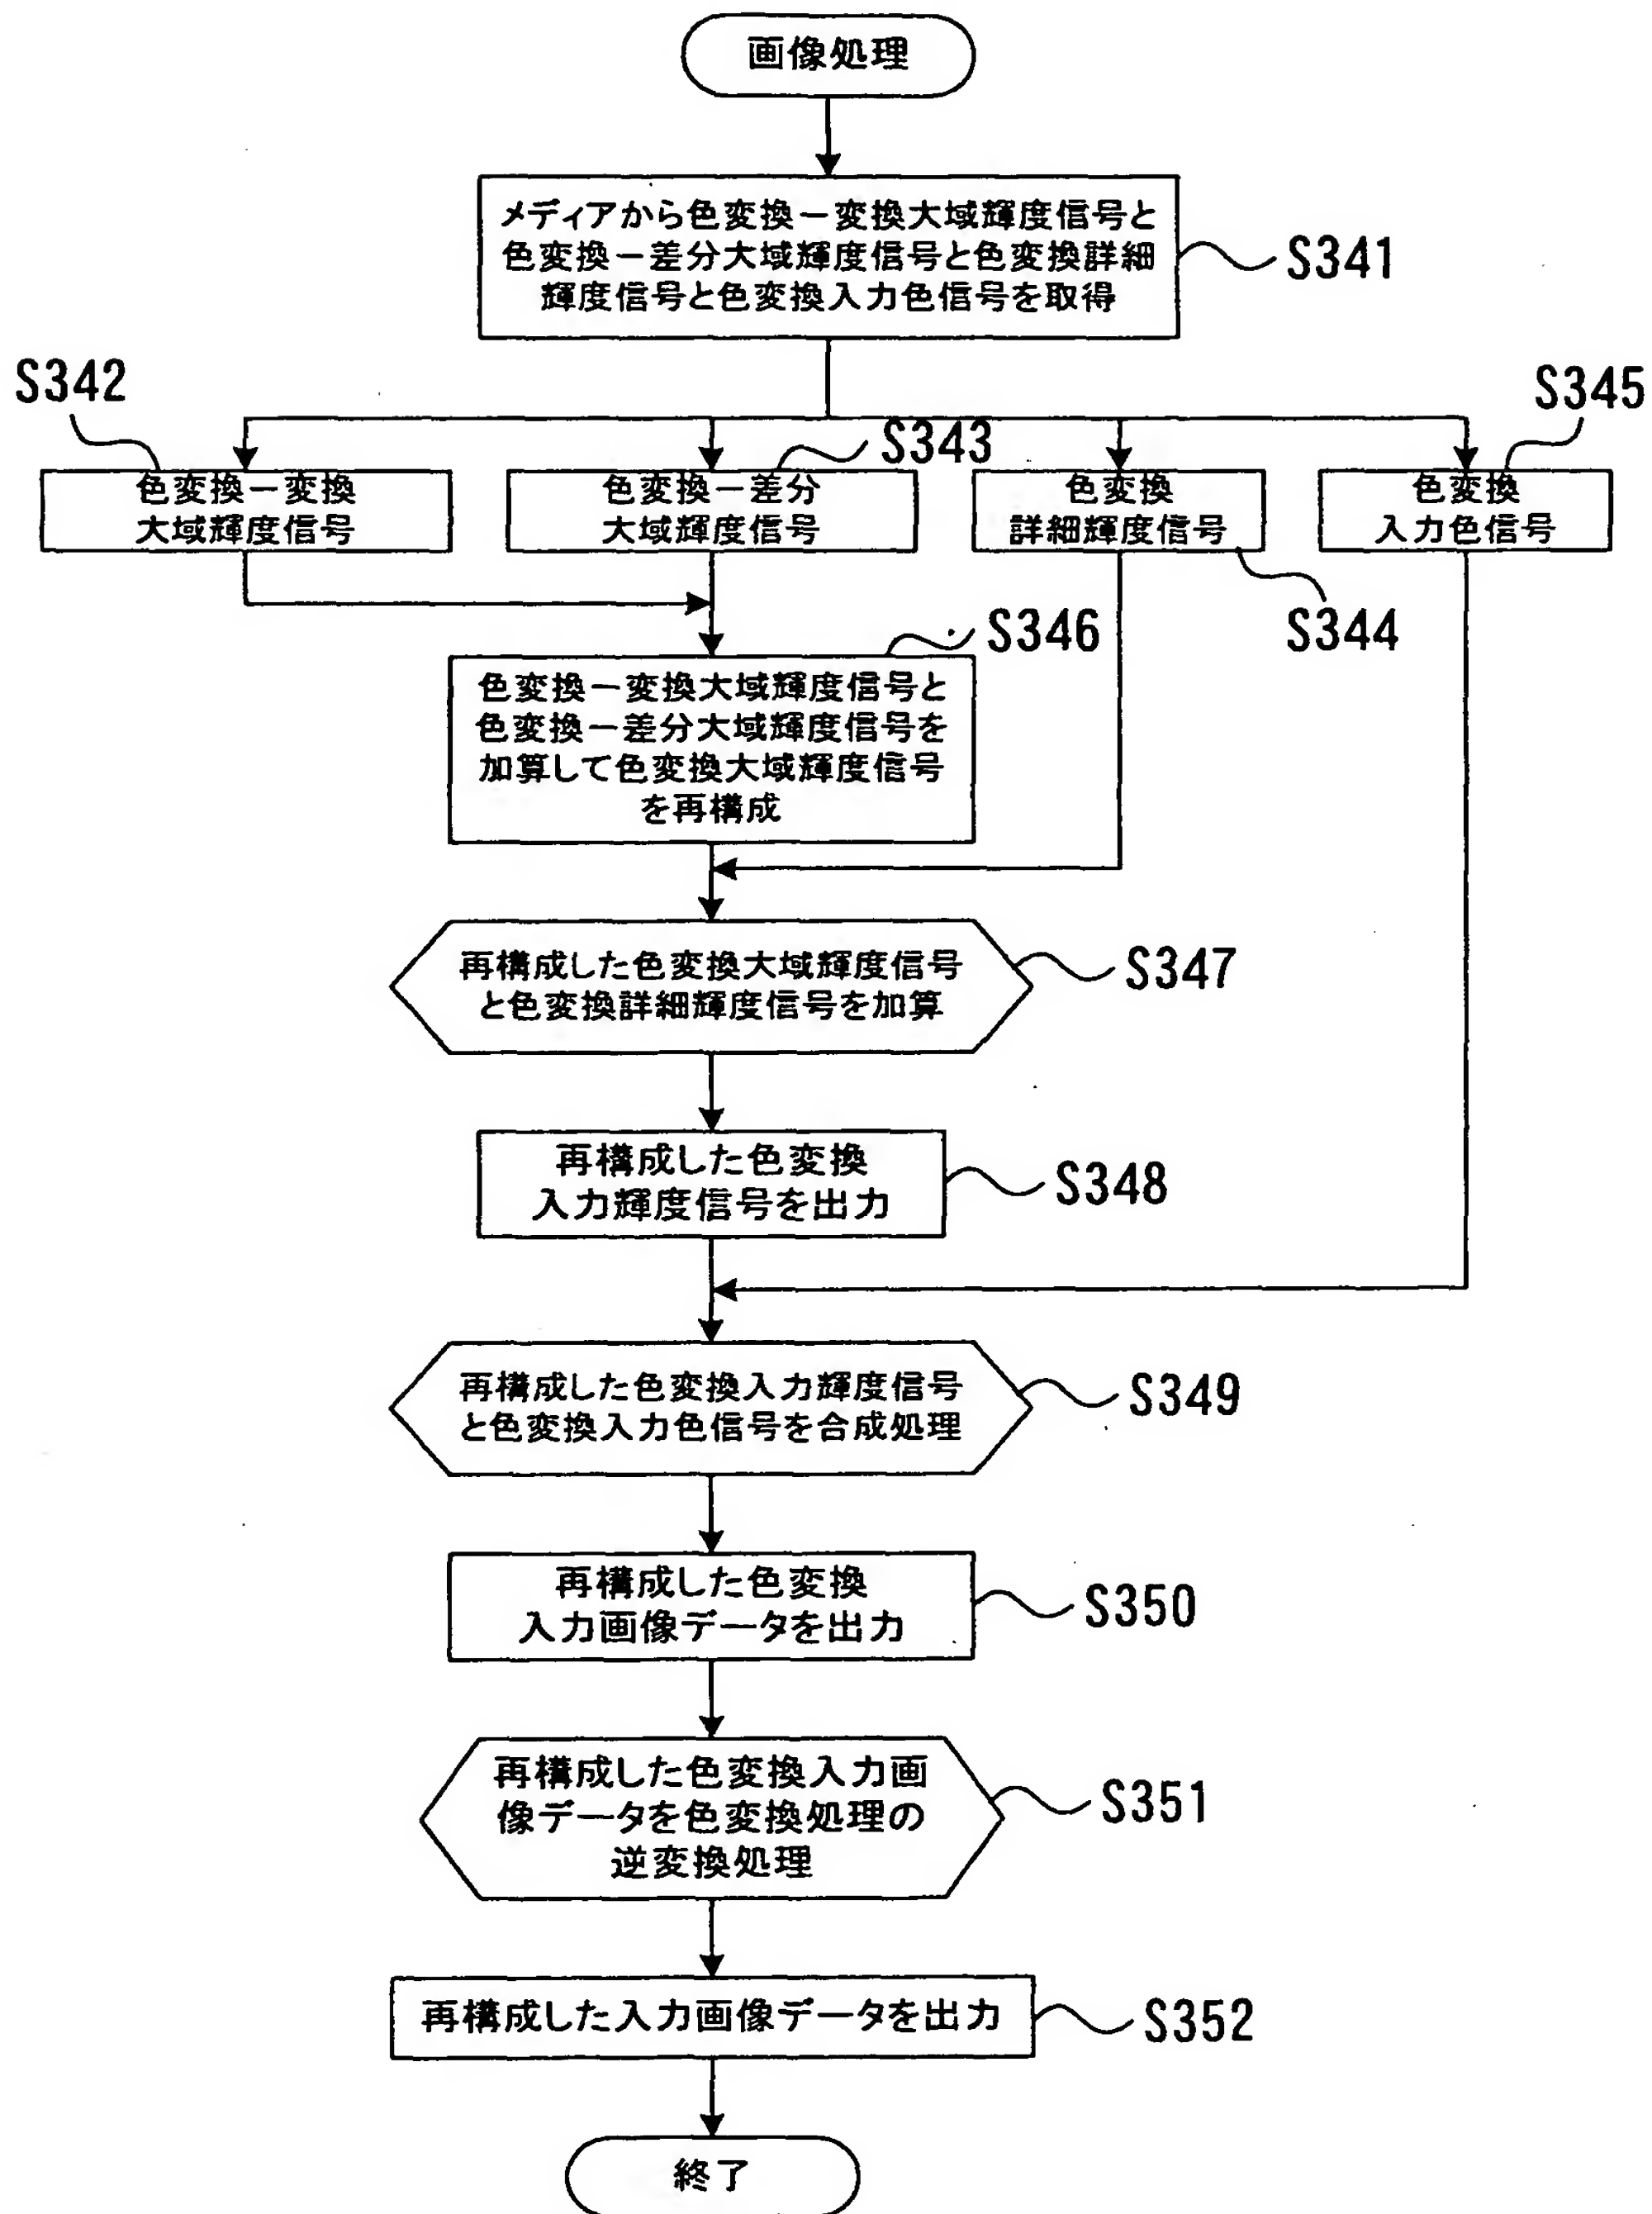 画像処理
メディアから色変換ー変換大域輝度信号と
色変換ー差分大域輝度信号と色変換詳細
輝度信号と色変換入力色信号を取得
S341
S342
S343
S345
色変換ー変換
大域輝度信号
色変換ー差分
大域輝度信号
色変換
詳細輝度信号
色変換
入力色信号
S344
S346
色変換ー変換大域輝度信号と
色変換ー差分大域輝度信号を
加算して色変換大域輝度信号
を再構成
再構成した色変換大域輝度信号
と色変換詳細輝度信号を加算
S347
再構成した色変換
入力輝度信号を出力
S348
再構成した色変換入力輝度信号
と色変換入力色信号を合成処理
S349
再構成した色変換
入力画像データを出力
S350
再構成した色変換入力画
像データを色変換処理の
逆変換処理
S351
再構成した入力画像データを出力
S352
終了